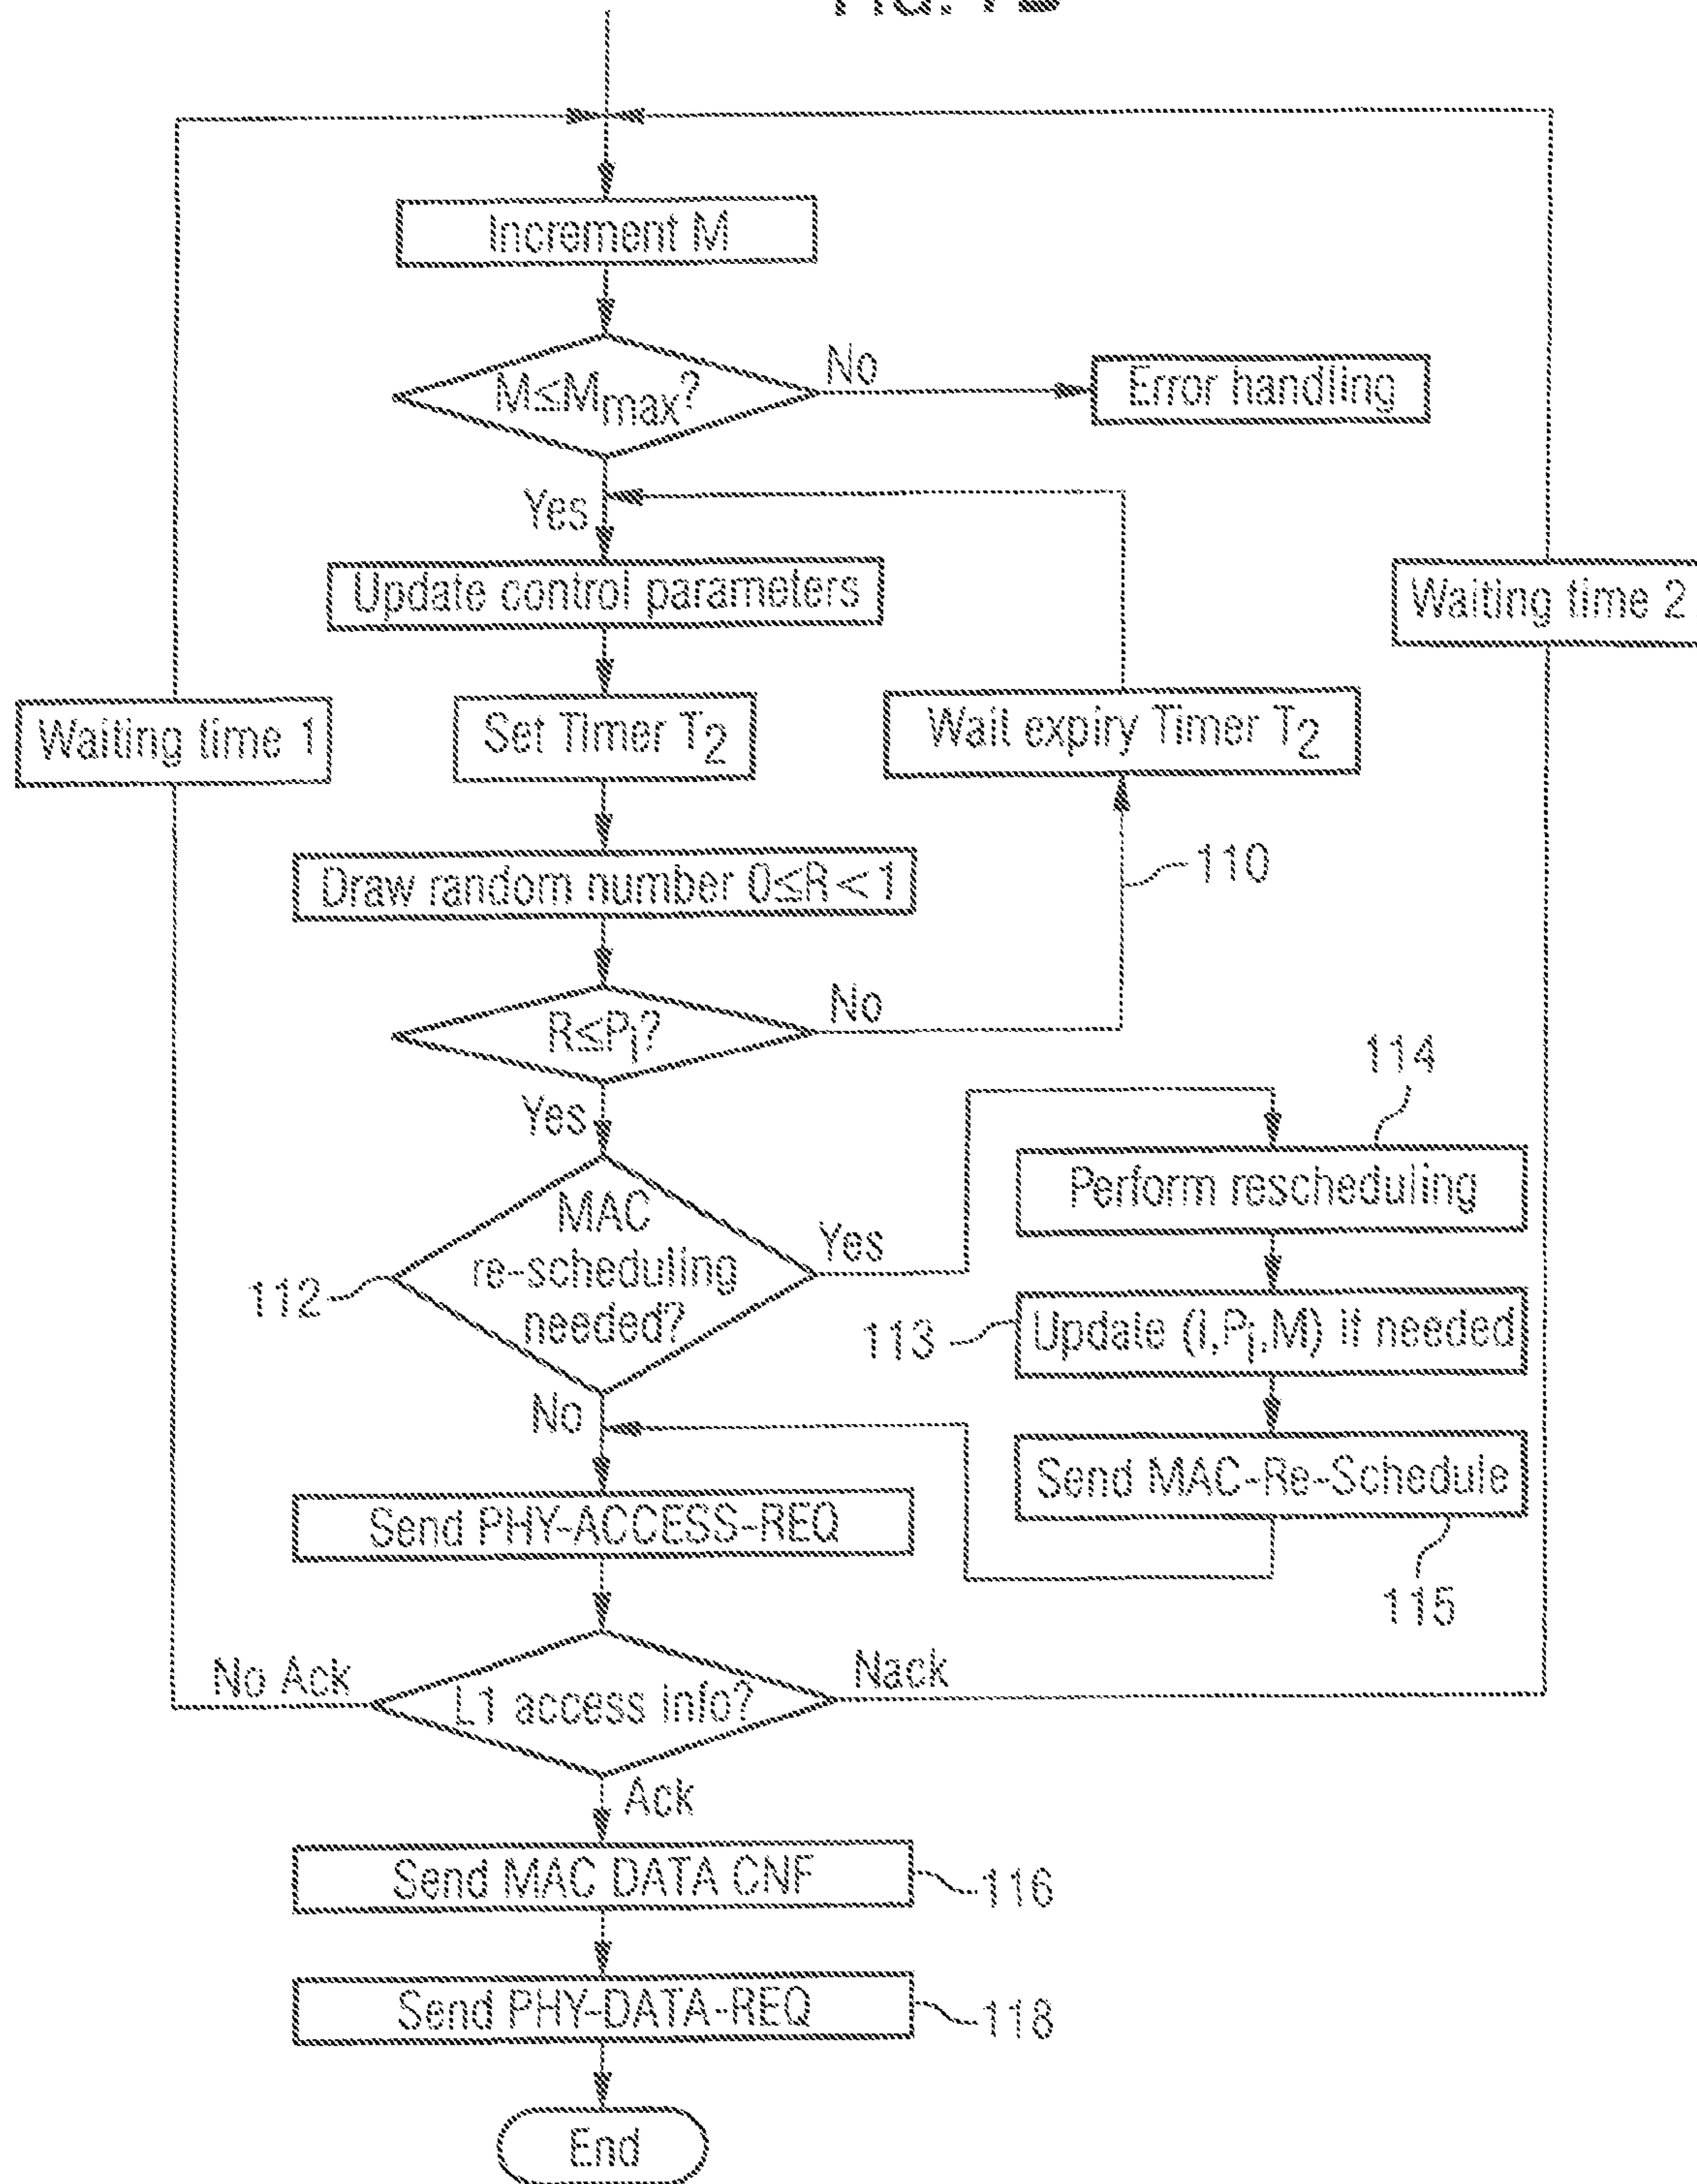 Increment M
M≤Mmax?
No
Error handling
Yes
Update control parameters
Waiting time 2
Waiting time 1
Set Timer T2
Wait expiry Timer T2
Draw random number 0≤R<1
110
R≤Pi?
No
Yes
114
MAC
re-scheduling
needed?
Yes
Perform rescheduling
112
113
Update (i,Pi,M) if needed
No
Send MAC-Re-Schedule
Send PHY-ACCESS-REQ
115
No Ack
L1 access info?
Nack
Ack
Send MAC DATA CNF
116
Send PHY-DATA-REQ
118
End